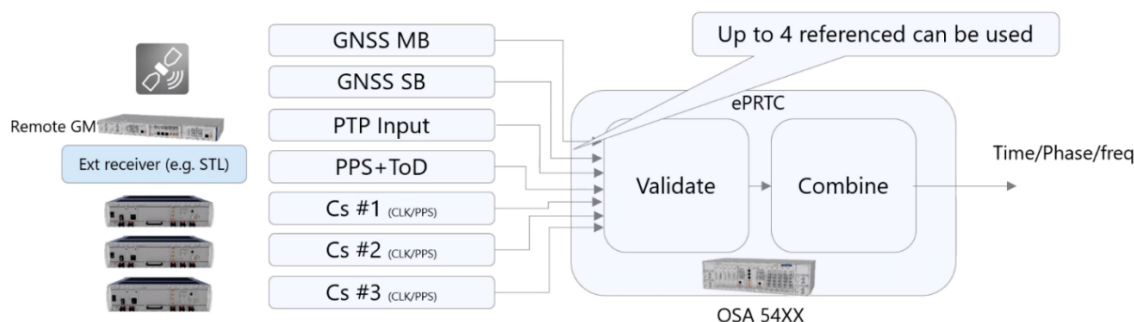 Up to 4 referenced can be used
GNSS MB
GNSS SB
PTP Input
PPS+ToD
Cs #1 (CLK/PPS)
Cs #2 (CLK/PPS)
Cs #3 (CLK/PPS)
Remote GM
Ext receiver (e.g. STL)
ePRTC
Validate
Combine
Time/Phase/freq
OSA 54XX